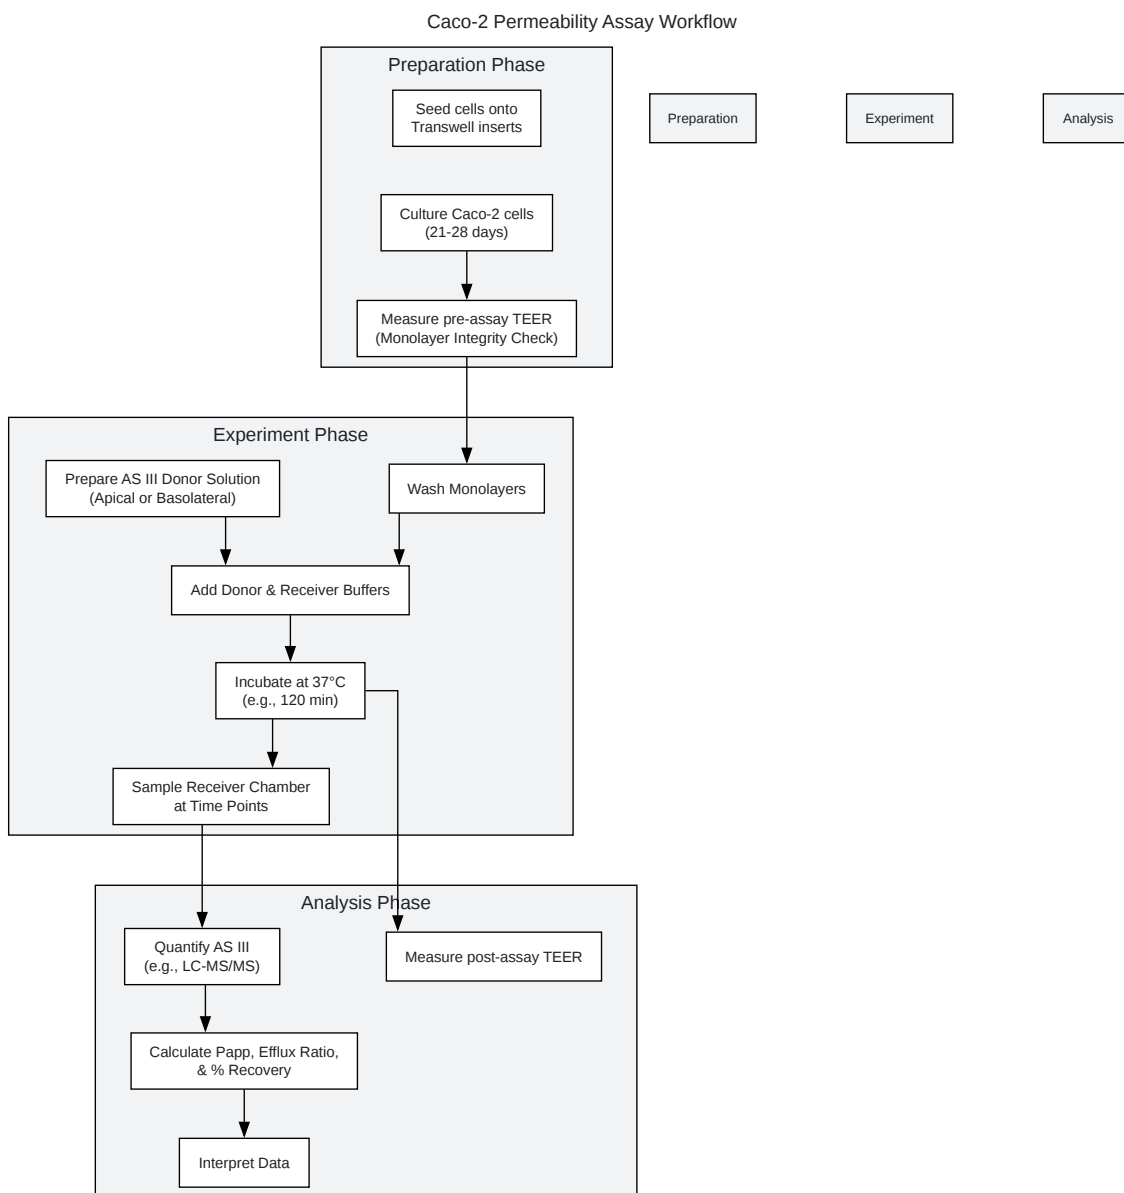 Caco-2 Permeability Assay Workflow
Preparation Phase
Seed cells onto
Transwell inserts
Preparation
Experiment
Analysis
Culture Caco-2 cells
(21-28 days)
Measure pre-assay TEER
(Monolayer Integrity Check)
Experiment Phase
Prepare AS III Donor Solution
(Apical or Basolateral)
Wash Monolayers
Add Donor & Receiver Buffers
Incubate at 37°C
(e.g., 120 min)
Sample Receiver Chamber
at Time Points
Analysis Phase
Quantify AS III
(e.g., LC-MS/MS)
Measure post-assay TEER
Calculate Papp, Efflux Ratio,
& % Recovery
Interpret Data